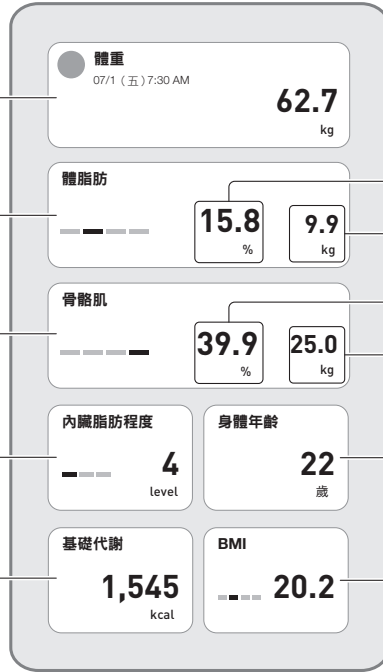 體重
07/1（五）7:30 AM
62.7
kg
體脂肪
15.8
%
9.9
kg
骨骼肌
39.9
%
25.0
kg
內臟脂肪程度
4
level
身體年齡
22
歲
基礎代謝
1,545
kcal
BMI
20.2